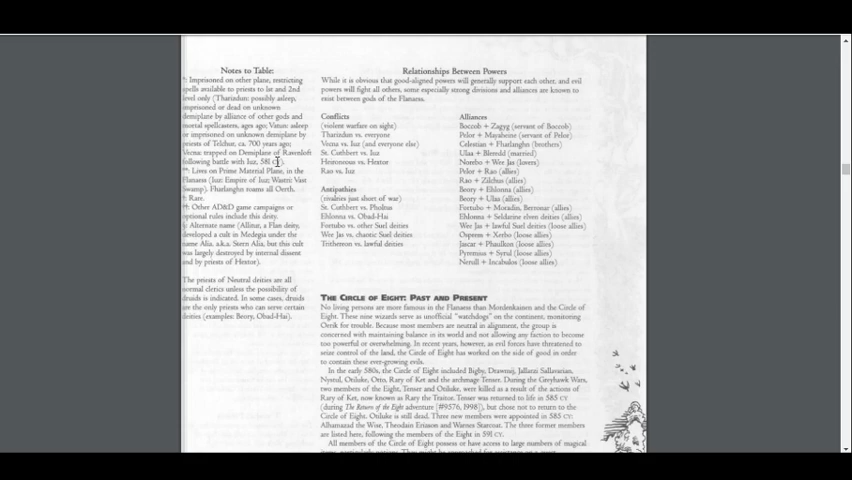 Notes to Table:
*: Imprisoned on other plane, restricting
spells available to priests to 1st and 2nd
level only (Tharizdun: possibly asleep,
imprisoned or dead on unknown
demiplane by alliance of other gods and
mortal spellcasters, ages ago; Vatun: asleep
or imprisoned on unknown demiplane by
priests of Telchur, ca. 700 years ago;
Vecna: trapped on Demiplane of Ravenloft
following battle with Iuz, 581 CY).
**: Lives on Prime Material Plane, in the
Flanaess (Iuz: Empire of Iuz; Wastri: Vast
Swamp). Fharlanghn roams all Oerth.
†: Rare.
††: Other AD&D game campaigns or
optional rules include this deity.
§: Alternate name (Allitur, a Flan deity,
developed a cult in Medegia under the
name Alia, a.k.a. Stern Alia, but this cult
was largely destroyed by internal dissent
and by priests of Hextor).
The priests of Neutral deities are all
normal clerics unless the possibility of
druids is indicated. In some cases, druids
are the only priests who can serve certain
deities (examples: Beory, Obad-Hai).
Relationships Between Powers
While it is obvious that good-aligned powers will generally support each other, and evil
powers will fight all others, some especially strong divisions and alliances are known to
exist between gods of the Flanaess.
Conflicts
(violent warfare on sight)
Tharizdun vs. everyone
Vecna vs. Iuz (and everyone else)
St. Cuthbert vs. Iuz
Heironeous vs. Hextor
Rao vs. Iuz
Antipathies
(rivalries just short of war)
St. Cuthbert vs. Pholtus
Ehlonna vs. Obad-Hai
Fortubo vs. other Suel deities
Wee Jas vs. chaotic Suel deities
Trithereon vs. lawful deities
Alliances
Boccob + Zagyg (servant of Boccob)
Pelor + Mayaheine (servant of Pelor)
Celestian + Fharlanghn (brothers)
Ulaa + Bleredd (married)
Norebo + Wee Jas (lovers)
Pelor + Rao (allies)
Rao + Zilchus (allies)
Beory + Ehlonna (allies)
Beory + Ulaa (allies)
Fortubo + Moradin, Berronar (allies)
Ehlonna + Seldarine elven deities (allies)
Wee Jas + lawful Suel deities (loose allies)
Osprem + Xerbo (loose allies)
Jascar + Phaulkon (loose allies)
Pyremius + Syrul (loose allies)
Nerull + Incabulos (loose allies)
THE CIRCLE OF EIGHT: PAST AND PRESENT
No living persons are more famous in the Flanaess than Mordenkainen and the Circle of
Eight. These nine wizards serve as unofficial "watchdogs" on the continent, monitoring
Oerik for trouble. Because most members are neutral in alignment, the group is
concerned with maintaining balance in its world and not allowing any faction to become
too powerful or overwhelming. In recent years, however, as evil forces have threatened to
seize control of the land, the Circle of Eight has worked on the side of good in order
to contain these ever-growing evils.
In the early 580s, the Circle of Eight included Bigby, Drawmij, Jallarzi Sallavarian,
Nystul, Otiluke, Otto, Rary of Ket and the archmage Tenser. During the Greyhawk Wars,
two members of the Eight, Tenser and Otiluke, were killed as a result of the actions of
Rary of Ket, now known as Rary the Traitor. Tenser was returned to life in 585 CY
(during The Return of the Eight adventure [#9576, 1998]), but chose not to return to the
Circle of Eight. Otiluke is still dead. Three new members were appointed in 585 CY:
Alhamazad the Wise, Theodain Eriason and Warnes Starcoat. The three former members
are listed here, following the members of the Eight in 591 CY.
All members of the Circle of Eight possess or have access to large numbers of magical